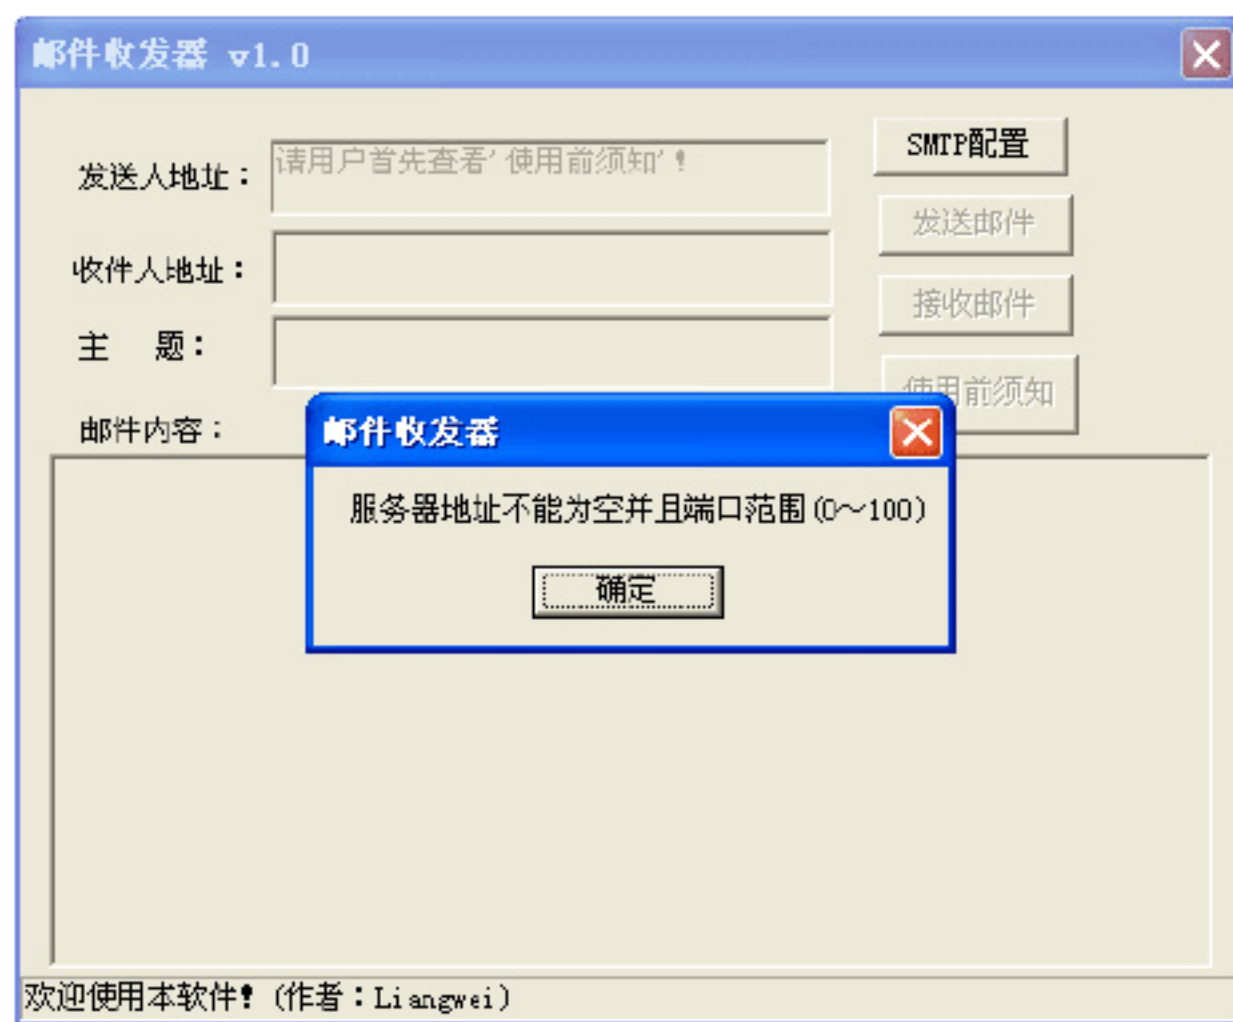 邮件收发器 v1.0
发送人地址：
请用户首先查看’使用前须知’！
SMTP配置
发送邮件
收件人地址：
接收邮件
主 题：
使用前须知
邮件内容：
邮件收发器
服务器地址不能为空并且端口范围(0～100)
确定
欢迎使用本软件！(作者：Liangwei)